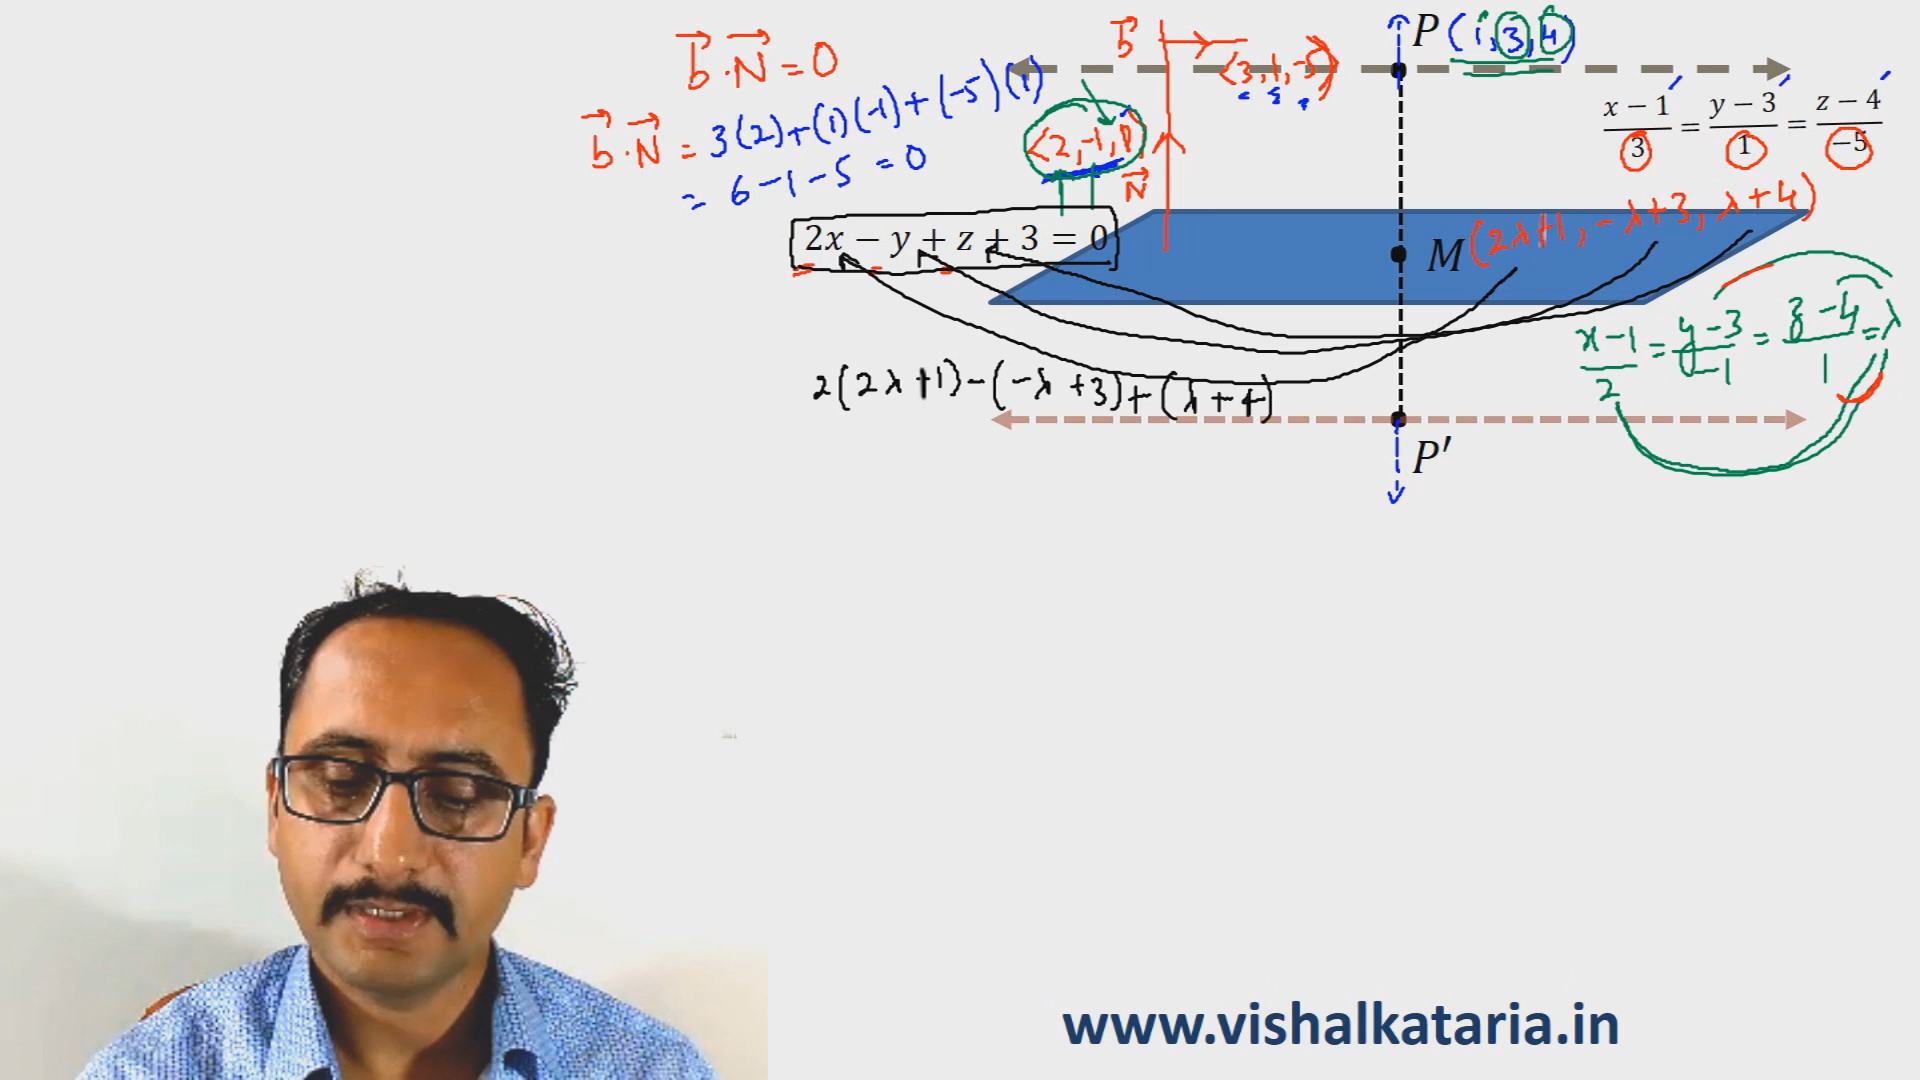 b⃗·N⃗ = 0
b⃗·N⃗ = 3(2)+(1)(-1)+(-5)(1)
= 6-1-5 = 0
b⃗
⟨3,1,-5⟩
P (1,3,4)
x − 1 / 3 = y − 3 / 1 = z − 4 / −5
⟨2,-1,1⟩
N⃗
2x − y + z + 3 = 0
M (2λ+1, -λ+3, λ+4)
x-1 / 2 = y-3 / -1 = z-4 / 1 = λ
2(2λ+1)-(-λ+3)+(λ+4)
P′
www.vishalkataria.in